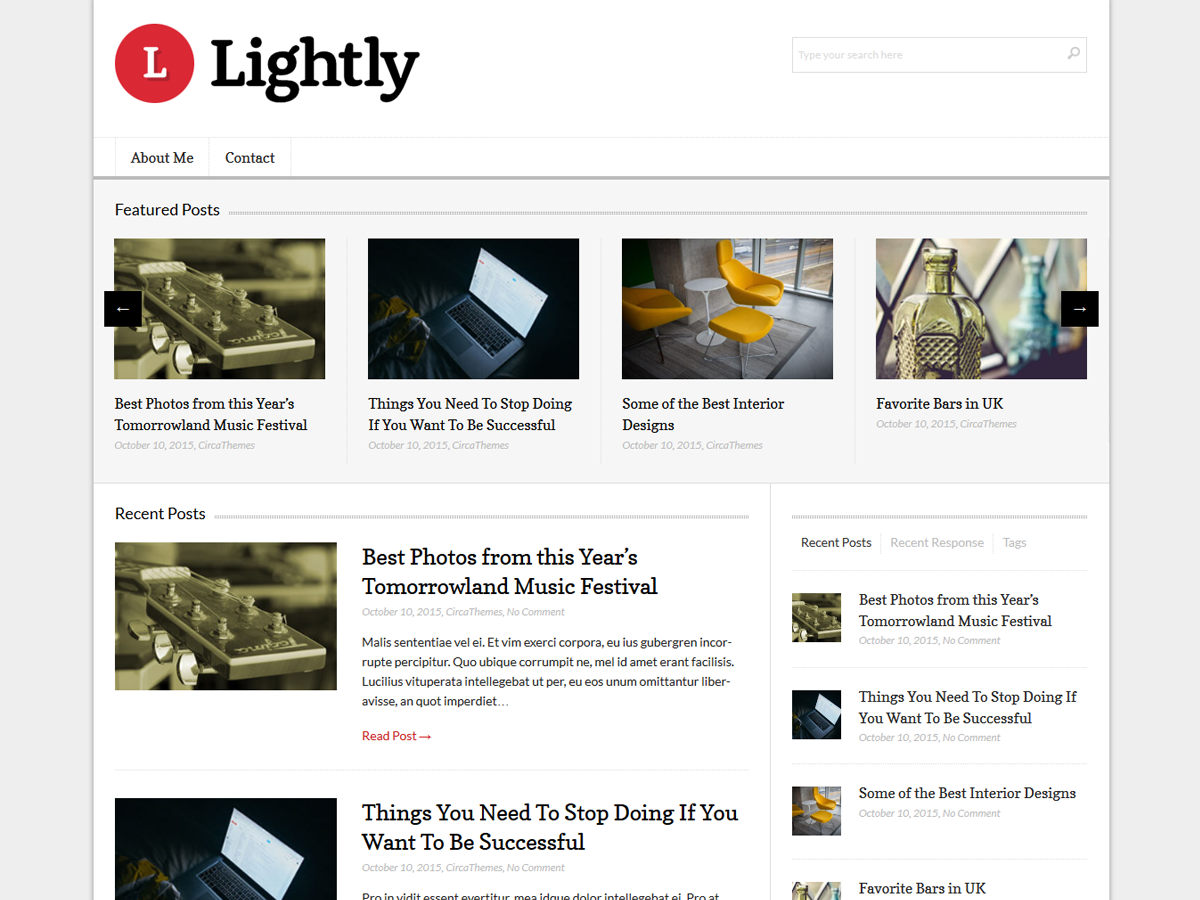 L Lightly
Type your search here
About Me
Contact
Featured Posts
←
→
Best Photos from this Year's
Tomorrowland Music Festival
October 10, 2015, CircaThemes
Things You Need To Stop Doing
If You Want To Be Successful
October 10, 2015, CircaThemes
Some of the Best Interior
Designs
October 10, 2015, CircaThemes
Favorite Bars in UK
October 10, 2015, CircaThemes
Recent Posts
Best Photos from this Year's
Tomorrowland Music Festival
October 10, 2015, CircaThemes, No Comment
Malis sententiae vel ei. Et vim exerci corpora, eu ius gubergren incor-
rupte percipitur. Quo ubique corrumpit ne, mel id amet erant facilisis.
Lucilius vituperata intellegebat ut per, eu eos unum omittantur liber-
avisse, an quot imperdiet…
Read Post →
Things You Need To Stop Doing If You
Want To Be Successful
October 10, 2015, CircaThemes, No Comment
Pro in vidit essent evertitur, mea idque dolor intellegebat ei. Pro at
Recent Posts
Recent Response
Tags
Best Photos from this Year's
Tomorrowland Music Festival
October 10, 2015, No Comment
Things You Need To Stop Doing If
You Want To Be Successful
October 10, 2015, No Comment
Some of the Best Interior Designs
October 10, 2015, No Comment
Favorite Bars in UK